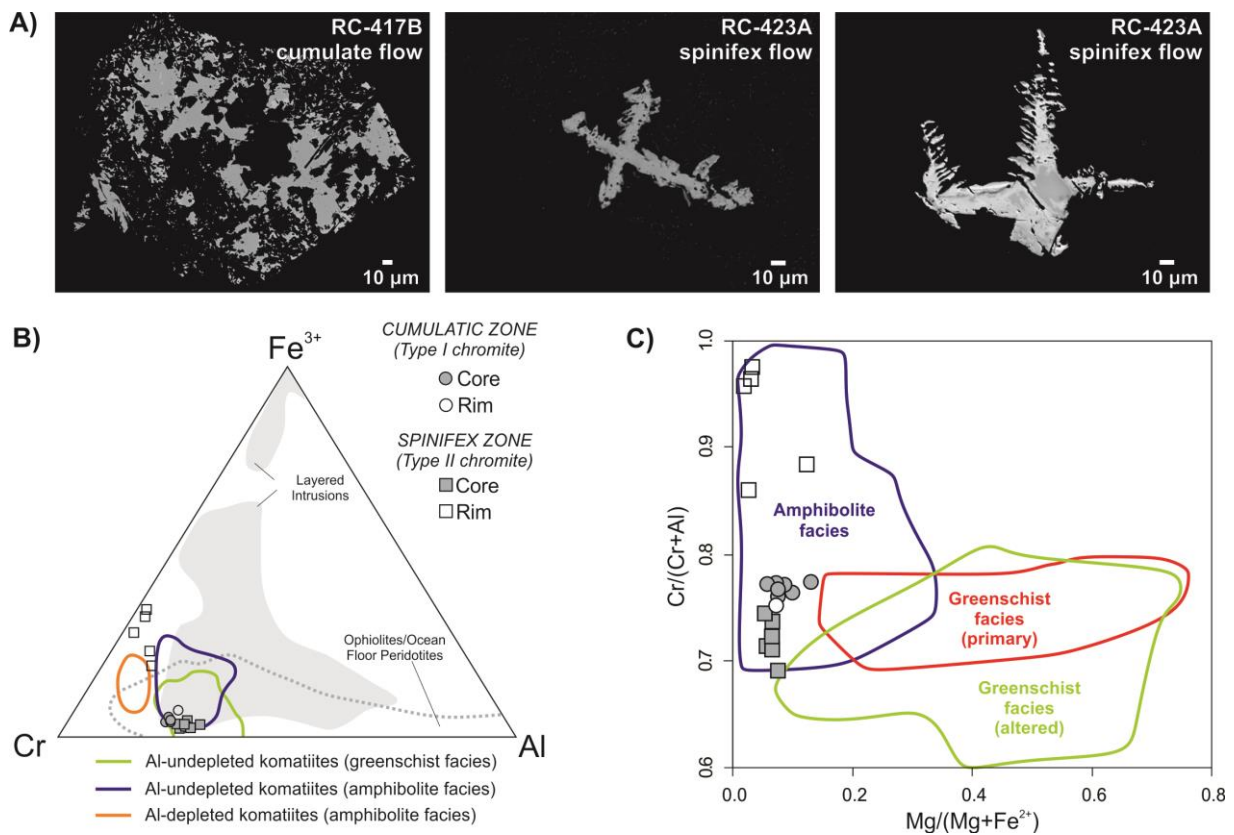 A)
RC-417B
cumulate flow
10 µm
RC-423A
spinifex flow
10 µm
RC-423A
spinifex flow
10 µm
B)
Fe3+
Cr
Al
Layered
Intrusions
Ophiolites/Ocean
Floor Peridotites
CUMULATIC ZONE
(Type I chromite)
Core
Rim
SPINIFEX ZONE
(Type II chromite)
Core
Rim
Al-undepleted komatiites (greenschist facies)
Al-undepleted komatiites (amphibolite facies)
Al-depleted komatiites (amphibolite facies)
C)
Cr/(Cr+Al)
1.0
0.9
0.8
0.7
0.6
Amphibolite
facies
Greenschist
facies
(primary)
Greenschist
facies
(altered)
0.0 0.2 0.4 0.6 0.8
Mg/(Mg+Fe2+)